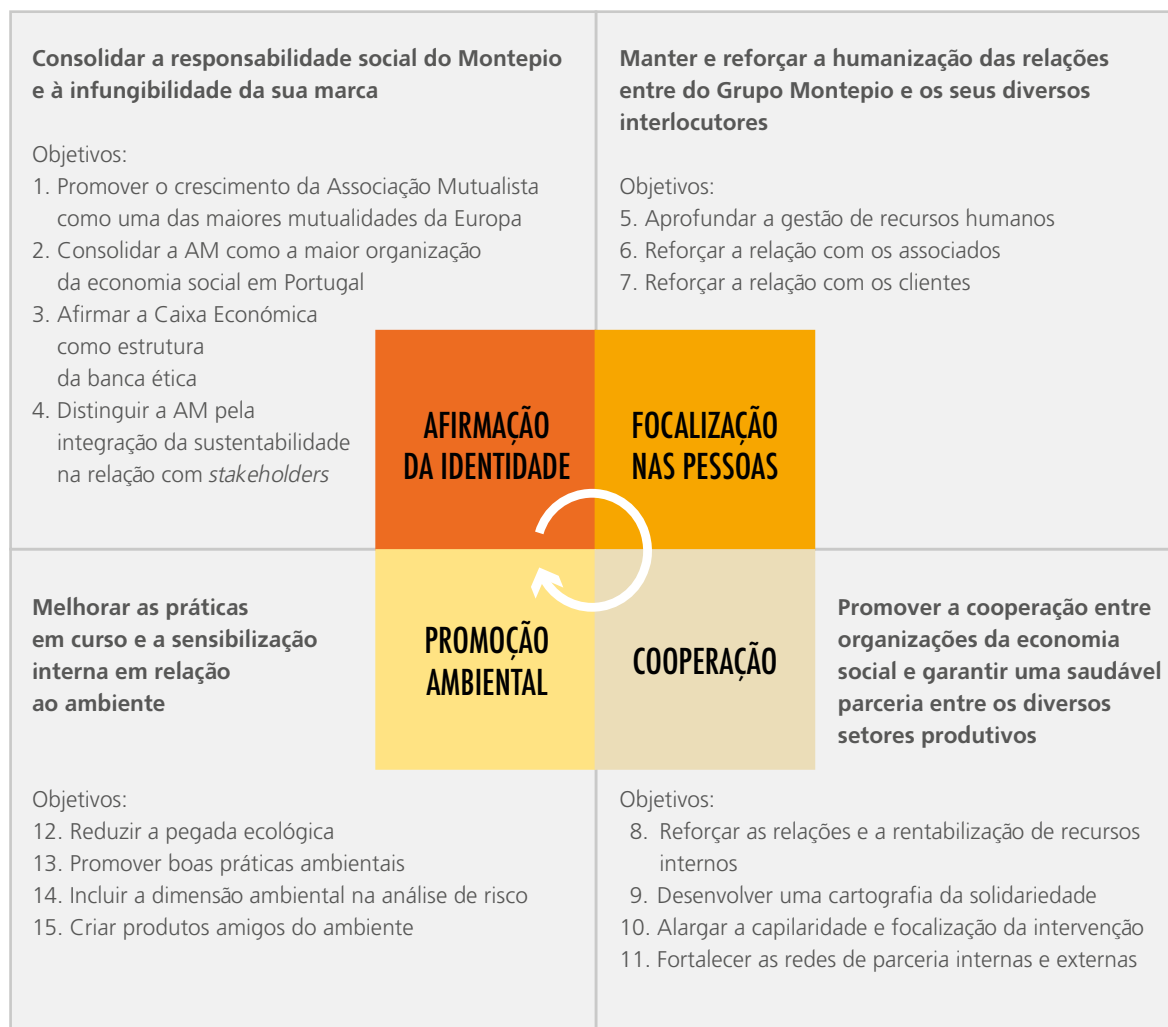 Consolidar a responsabilidade social do Montepio
e à infungibilidade da sua marca
Objetivos:
1. Promover o crescimento da Associação Mutualista
como uma das maiores mutualidades da Europa
2. Consolidar a AM como a maior organização
da economia social em Portugal
3. Afirmar a Caixa Económica
como estrutura
da banca ética
4. Distinguir a AM pela
integração da sustentabilidade
na relação com stakeholders
Manter e reforçar a humanização das relações
entre do Grupo Montepio e os seus diversos
interlocutores
Objetivos:
5. Aprofundar a gestão de recursos humanos
6. Reforçar a relação com os associados
7. Reforçar a relação com os clientes
AFIRMAÇÃO
DA IDENTIDADE
FOCALIZAÇÃO
NAS PESSOAS
PROMOÇÃO
AMBIENTAL
COOPERAÇÃO
Melhorar as práticas
em curso e a sensibilização
interna em relação
ao ambiente
Objetivos:
12. Reduzir a pegada ecológica
13. Promover boas práticas ambientais
14. Incluir a dimensão ambiental na análise de risco
15. Criar produtos amigos do ambiente
Promover a cooperação entre
organizações da economia
social e garantir uma saudável
parceria entre os diversos
setores produtivos
Objetivos:
8. Reforçar as relações e a rentabilização de recursos
internos
9. Desenvolver uma cartografia da solidariedade
10. Alargar a capilaridade e focalização da intervenção
11. Fortalecer as redes de parceria internas e externas